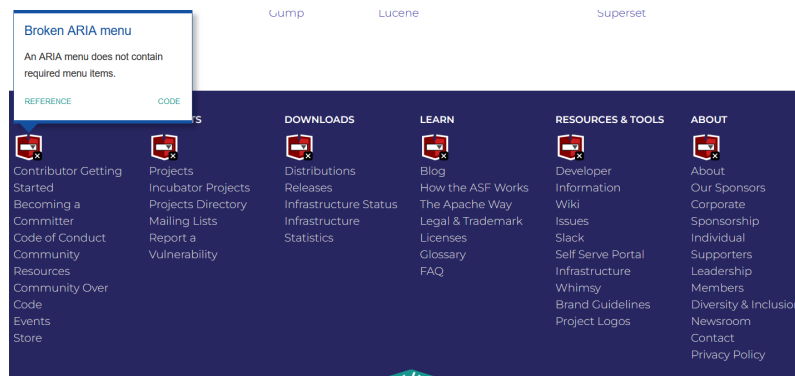 Gump
Lucene
Superset
Broken ARIA menu
An ARIA menu does not contain
required menu items.
REFERENCE
CODE
DOWNLOADS
LEARN
RESOURCES & TOOLS
ABOUT
Contributor Getting
Started
Becoming a
Committer
Code of Conduct
Community
Resources
Community Over
Code
Events
Store
Projects
Incubator Projects
Projects Directory
Mailing Lists
Report a
Vulnerability
Distributions
Releases
Infrastructure Status
Infrastructure
Statistics
Blog
How the ASF Works
The Apache Way
Legal & Trademark
Licenses
Glossary
FAQ
Developer
Information
Wiki
Issues
Slack
Self Serve Portal
Infrastructure
Whimsy
Brand Guidelines
Project Logos
About
Our Sponsors
Corporate
Sponsorship
Individual
Supporters
Leadership
Members
Diversity & Inclusion
Newsroom
Contact
Privacy Policy